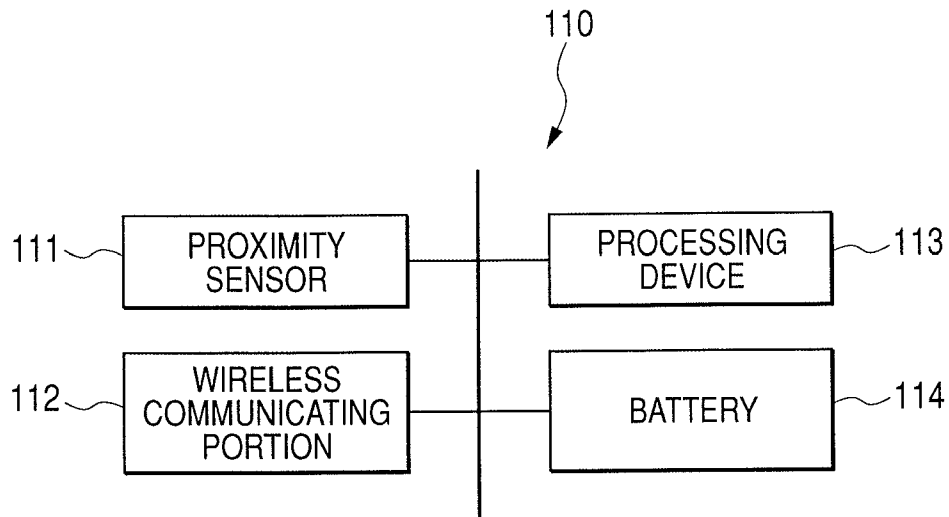 110
111
PROXIMITY
SENSOR
PROCESSING
DEVICE
113
112
WIRELESS
COMMUNICATING
PORTION
BATTERY
114